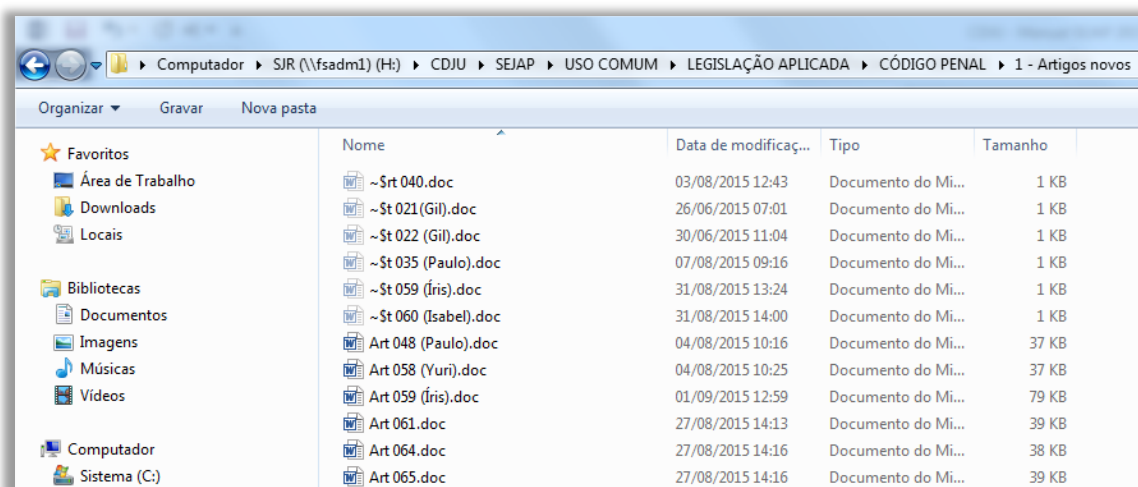 Computador ▸ SJR (\\fsadm1) (H:) ▸ CDJU ▸ SEJAP ▸ USO COMUM ▸ LEGISLAÇÃO APLICADA ▸ CÓDIGO PENAL ▸ 1 - Artigos novos
Organizar Gravar Nova pasta
Nome Data de modificaç... Tipo Tamanho
Favoritos
Área de Trabalho
Downloads
Locais
Bibliotecas
Documentos
Imagens
Músicas
Vídeos
Computador
Sistema (C:)
~$rt 040.doc 03/08/2015 12:43 Documento do Mi... 1 KB
~$t 021(Gil).doc 26/06/2015 07:01 Documento do Mi... 1 KB
~$t 022 (Gil).doc 30/06/2015 11:04 Documento do Mi... 1 KB
~$t 035 (Paulo).doc 07/08/2015 09:16 Documento do Mi... 1 KB
~$t 059 (Íris).doc 31/08/2015 13:24 Documento do Mi... 1 KB
~$t 060 (Isabel).doc 31/08/2015 14:00 Documento do Mi... 1 KB
Art 048 (Paulo).doc 04/08/2015 10:16 Documento do Mi... 37 KB
Art 058 (Yuri).doc 04/08/2015 10:25 Documento do Mi... 37 KB
Art 059 (Íris).doc 01/09/2015 12:59 Documento do Mi... 79 KB
Art 061.doc 27/08/2015 14:13 Documento do Mi... 39 KB
Art 064.doc 27/08/2015 14:16 Documento do Mi... 38 KB
Art 065.doc 27/08/2015 14:16 Documento do Mi... 39 KB